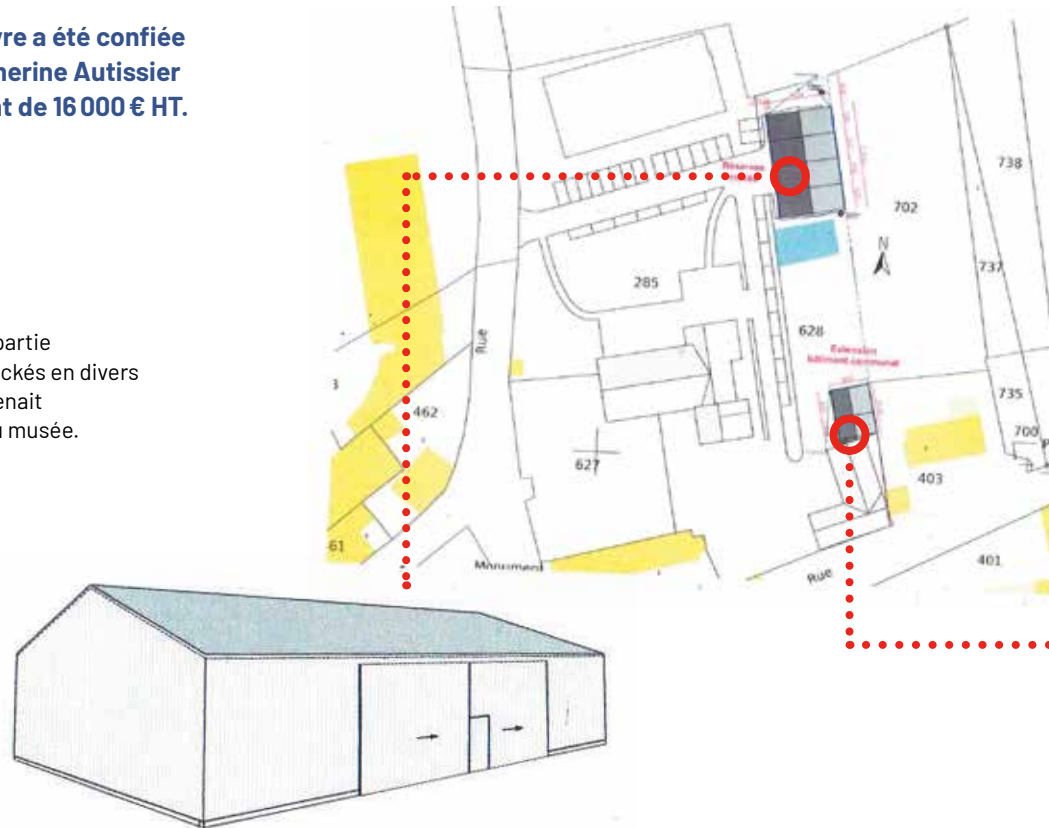 vre a été confiée
herine Autissier
t de 16 000 € HT.
partie
ckés en divers
enait
u musée.
738
702
N
737
285
628
Rue
Extension
bâtiment communal
462
735
700
627
403
61
Monument
401
Rue